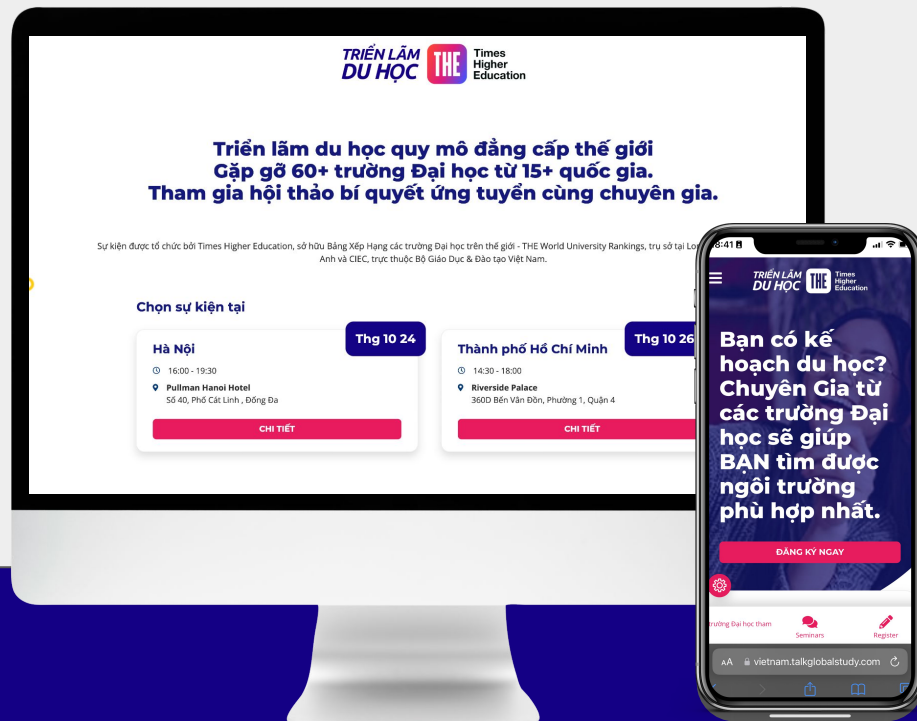 TRIỂN LÃM
DU HỌC
THE
Times
Higher
Education
Triển lãm du học quy mô đẳng cấp thế giới
Gặp gỡ 60+ trường Đại học từ 15+ quốc gia.
Tham gia hội thảo bí quyết ứng tuyển cùng chuyên gia.
Sự kiện được tổ chức bởi Times Higher Education, sở hữu Bảng Xếp Hạng các trường Đại học trên thế giới - THE World University Rankings, trụ sở tại
Anh và CIEC, trực thuộc Bộ Giáo Dục & Đào tạo Việt Nam.
Chọn sự kiện tại
Thg 10 24
Hà Nội
16:00 - 19:30
Pullman Hanoi Hotel
Số 40, Phố Cát Linh , Đống Đa
CHI TIẾT
Thg 10 26
Thành phố Hồ Chí Minh
14:30 - 18:00
Riverside Palace
360D Bến Vân Đồn, Phường 1, Quận 4
CHI TIẾT
8:41
TRIỂN LÃM
DU HỌC
THE
Times
Higher
Education
Bạn có kế
hoạch du học?
Chuyên Gia từ
các trường Đại
học sẽ giúp
BẠN tìm được
ngôi trường
phù hợp nhất.
ĐĂNG KÝ NGAY
trường Đại học tham
Seminars
Register
AA vietnam.talkglobalstudy.com